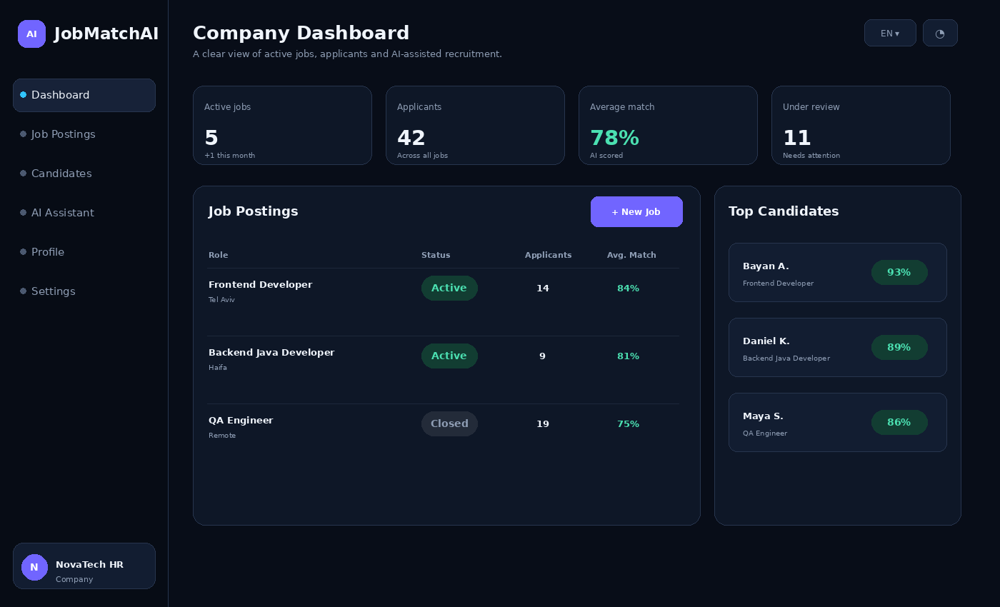 AI JobMatchAI
Dashboard
Job Postings
Candidates
AI Assistant
Profile
Settings
N
NovaTech HR
Company
Company Dashboard
A clear view of active jobs, applicants and AI-assisted recruitment.
EN ▾
Active jobs
5
+1 this month
Applicants
42
Across all jobs
Average match
78%
AI scored
Under review
11
Needs attention
Job Postings
+ New Job
Role Status Applicants Avg. Match
Frontend Developer Active 14 84%
Tel Aviv
Backend Java Developer Active 9 81%
Haifa
QA Engineer Closed 19 75%
Remote
Top Candidates
Bayan A.
Frontend Developer
93%
Daniel K.
Backend Java Developer
89%
Maya S.
QA Engineer
86%